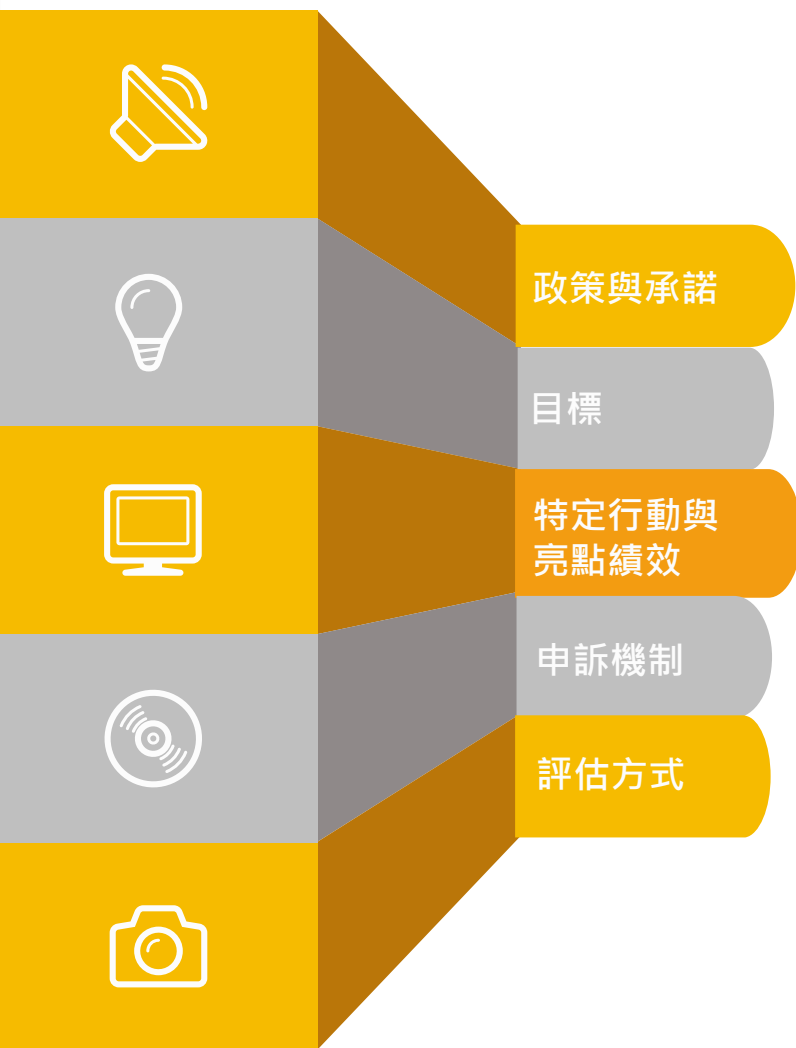 政策與承諾
目標
特定行動與
亮點績效
申訴機制
評估方式